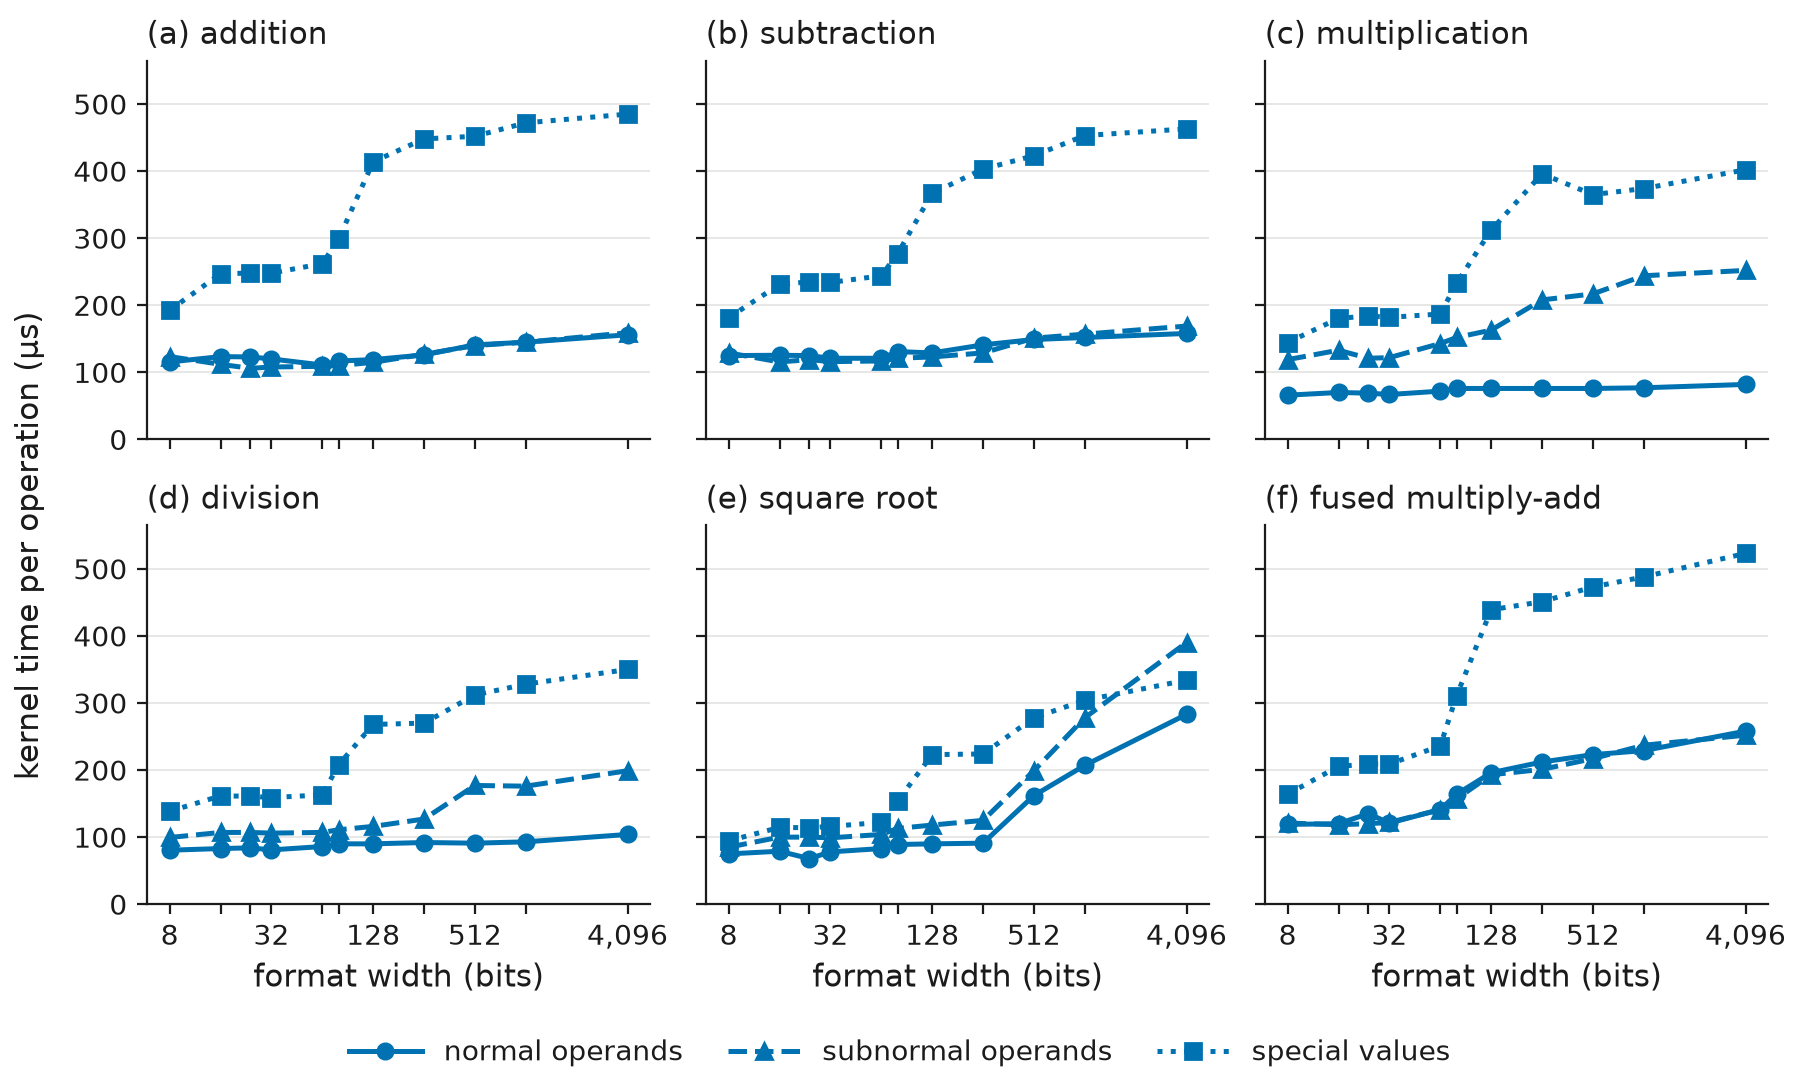 (a) addition
(b) subtraction
(c) multiplication
500
400
300
200
100
0
kernel time per operation (µs)
(d) division
(e) square root
(f) fused multiply-add
500
400
300
200
100
0
8 32 128 512 4,096
8 32 128 512 4,096
8 32 128 512 4,096
format width (bits)
format width (bits)
format width (bits)
normal operands
subnormal operands
special values